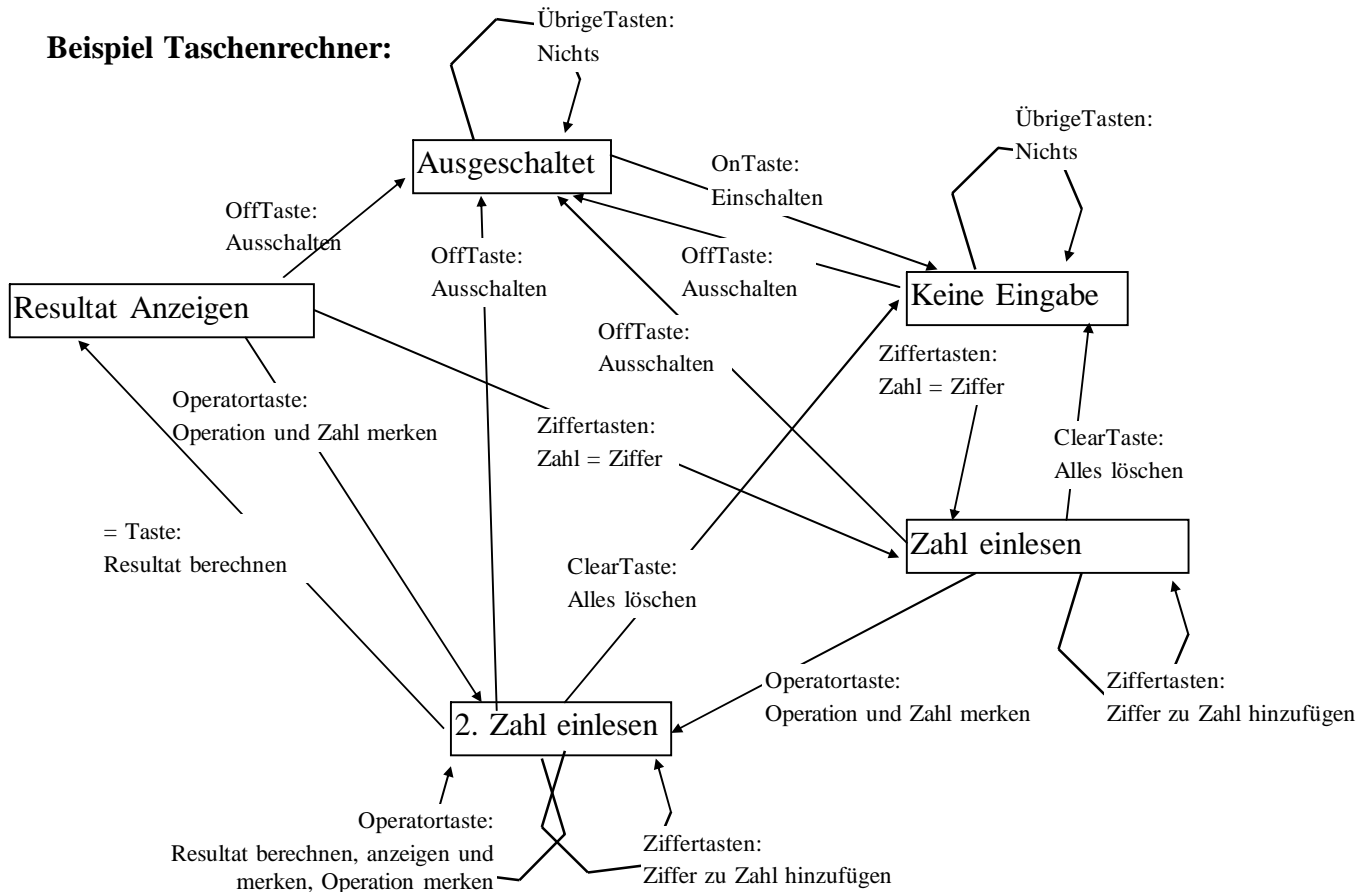 Beispiel Taschenrechner:
ÜbrigeTasten:
Nichts
ÜbrigeTasten:
Nichts
Ausgeschaltet
OnTaste:
Einschalten
OffTaste:
Ausschalten
OffTaste:
Ausschalten
OffTaste:
Ausschalten
Resultat Anzeigen
Keine Eingabe
OffTaste:
Ausschalten
Ziffertasten:
Zahl = Ziffer
Operatortaste:
Operation und Zahl merken
Ziffertasten:
Zahl = Ziffer
ClearTaste:
Alles löschen
= Taste:
Resultat berechnen
Zahl einlesen
ClearTaste:
Alles löschen
Operatortaste:
Operation und Zahl merken
Ziffertasten:
Ziffer zu Zahl hinzufügen
2. Zahl einlesen
Operatortaste:
Resultat berechnen, anzeigen und
merken, Operation merken
Ziffertasten:
Ziffer zu Zahl hinzufügen